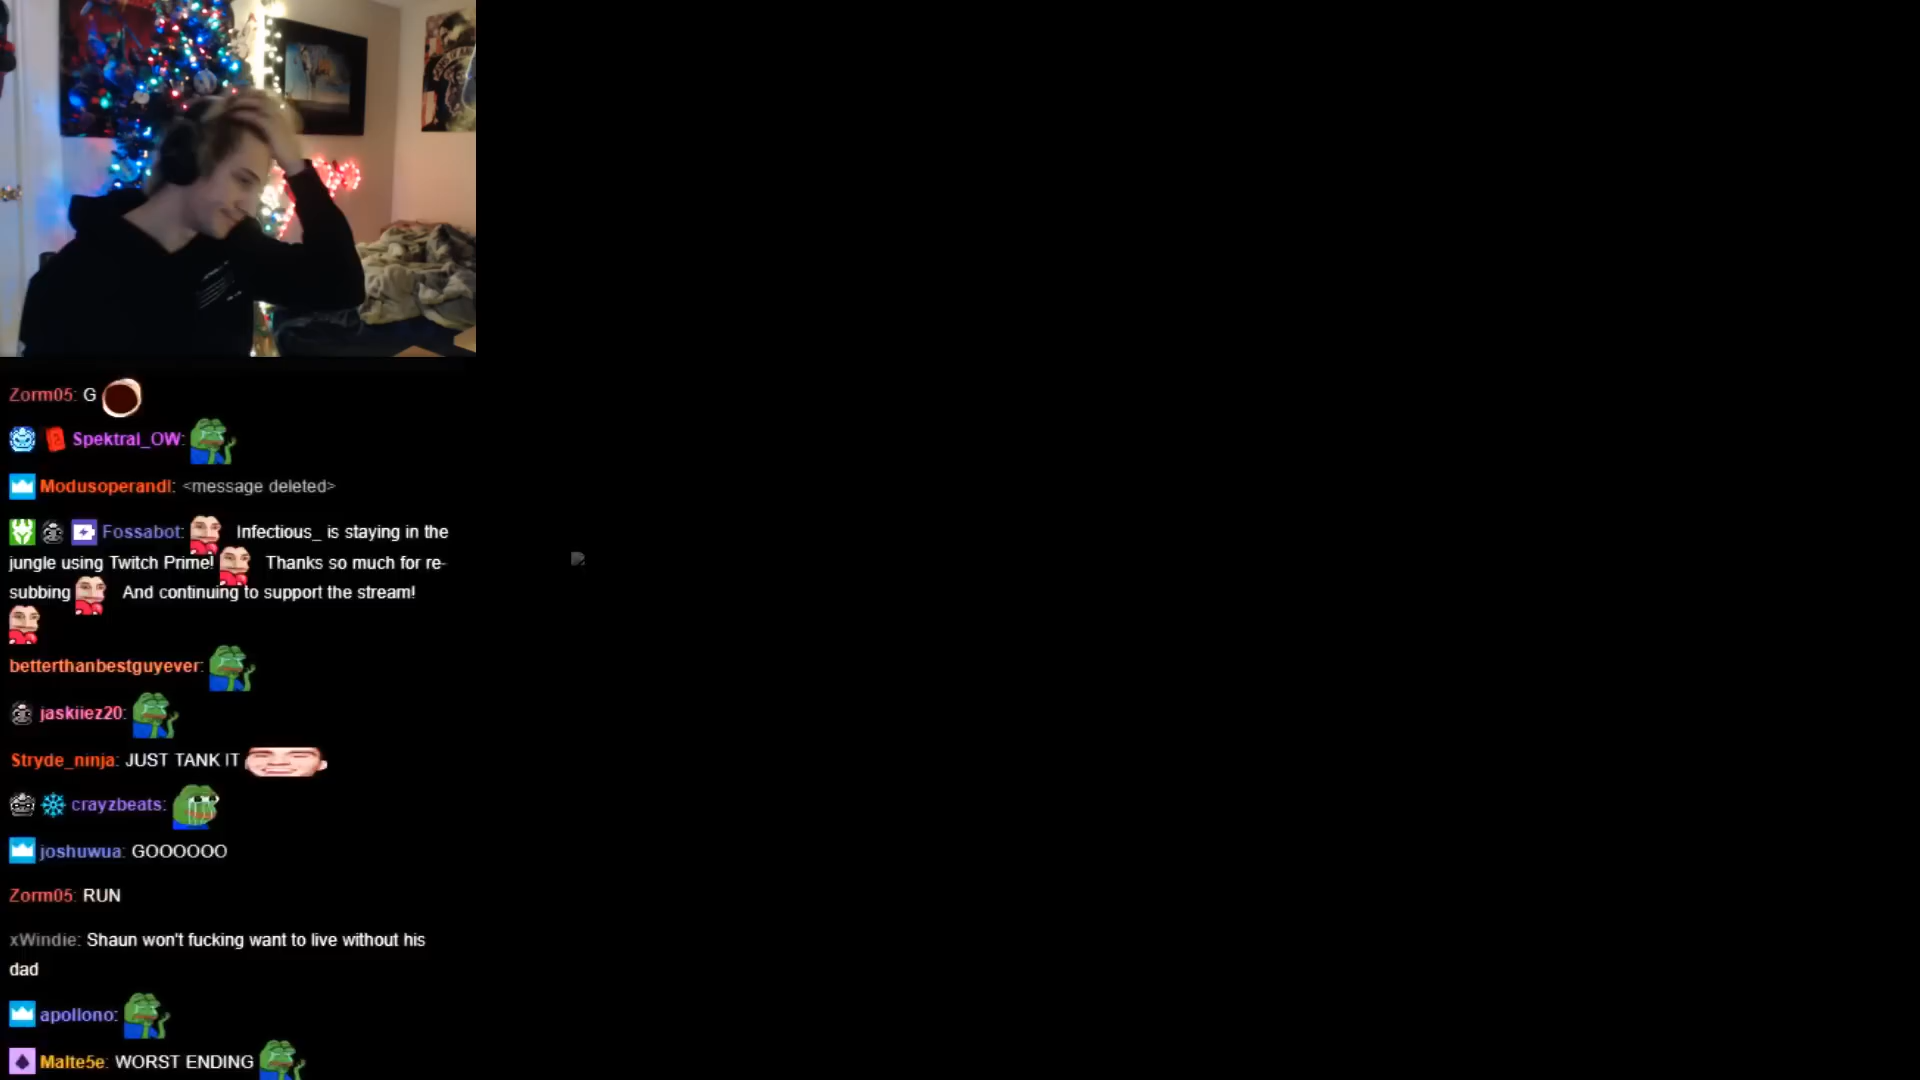 Zorm05: G
Spektral_OW:
Modusoperandl: <message deleted>
Fossabot: Infectious_ is staying in the
jungle using Twitch Prime! Thanks so much for re-
subbing And continuing to support the stream!
betterthanbestguyever:
jaskiiez20:
Stryde_ninja: JUST TANK IT
crayzbeats:
joshuwua: GOOOOOO
Zorm05: RUN
xWindie: Shaun won't fucking want to live without his
dad
apollono:
Malte5e: WORST ENDING